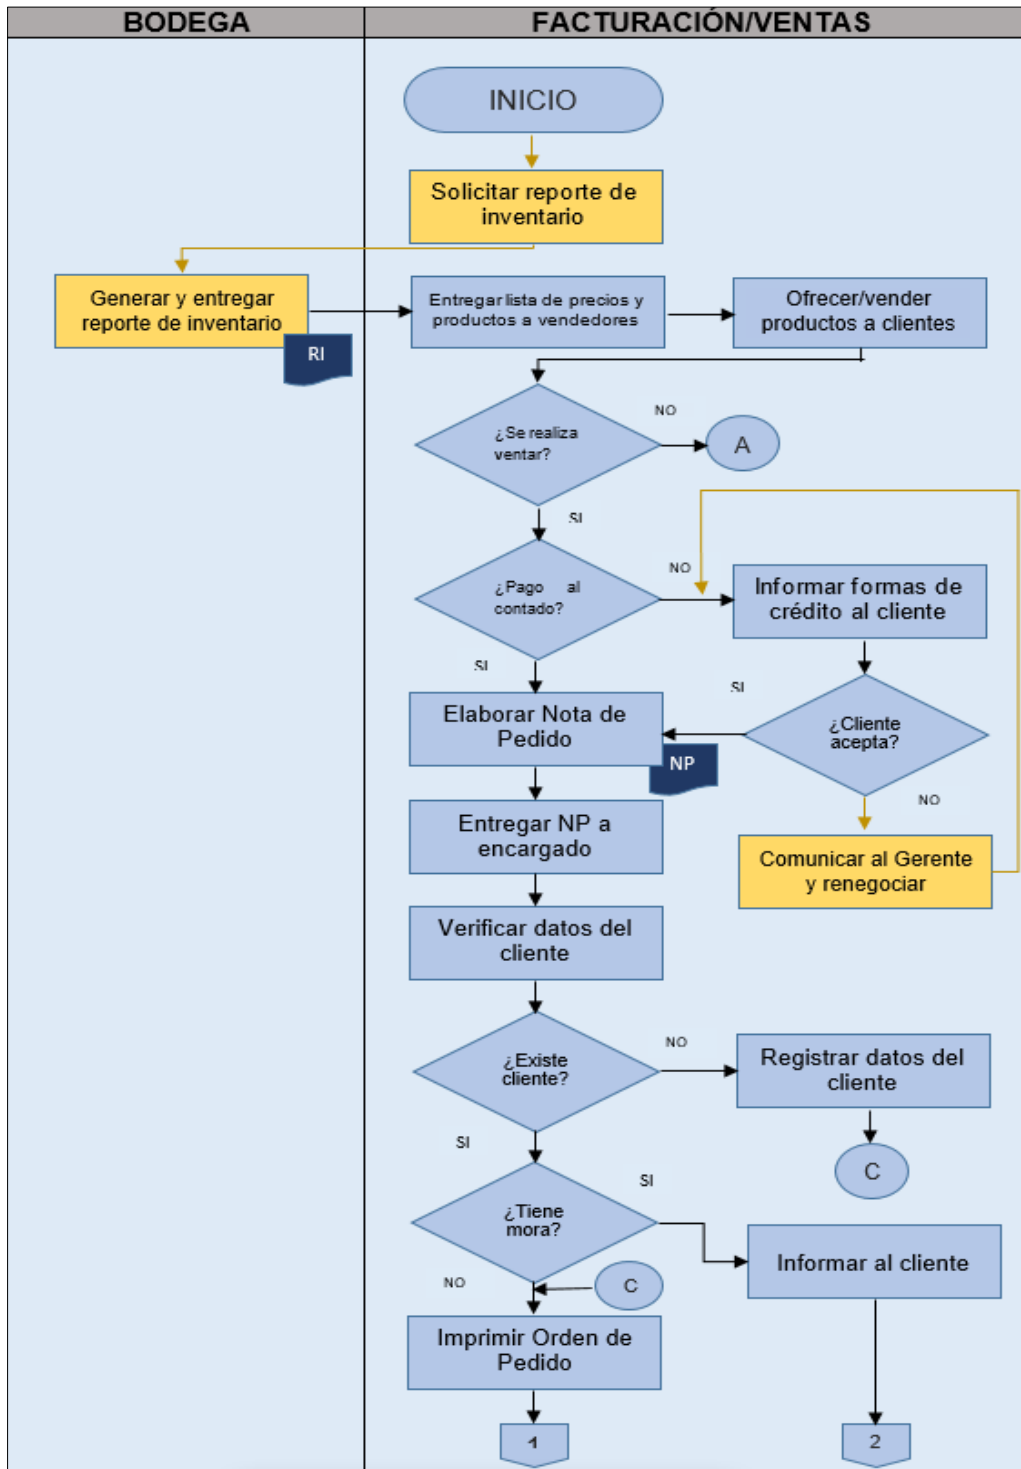 BODEGA
FACTURACIÓN/VENTAS
INICIO
Solicitar reporte de
inventario
Generar y entregar
reporte de inventario
RI
Entregar lista de precios y
productos a vendedores
Ofrecer/vender
productos a clientes
¿Se realiza
ventar?
NO
A
SI
¿Pago al
contado?
NO
Informar formas de
crédito al cliente
SI
SI
Elaborar Nota de
Pedido
NP
¿Cliente
acepta?
NO
Entregar NP a
encargado
Comunicar al Gerente
y renegociar
Verificar datos del
cliente
¿Existe
cliente?
NO
Registrar datos del
cliente
SI
C
¿Tiene
mora?
SI
Informar al cliente
NO
C
Imprimir Orden de
Pedido
1
2